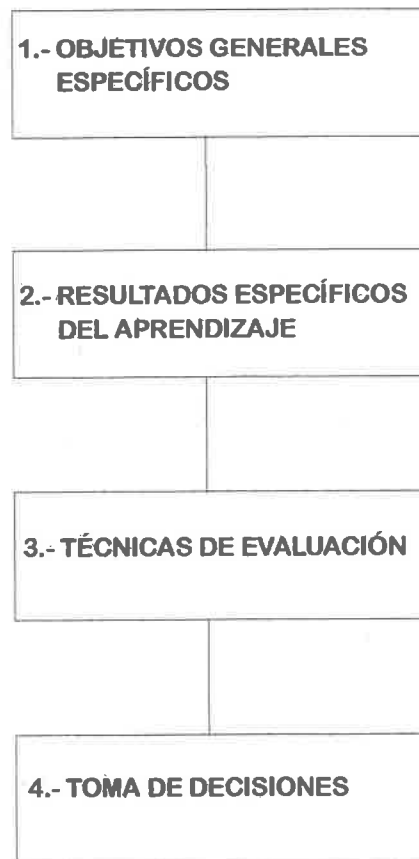 1.- OBJETIVOS GENERALES
ESPECÍFICOS
2.- RESULTADOS ESPECÍFICOS
DEL APRENDIZAJE
3.- TÉCNICAS DE EVALUACIÓN
4.- TOMA DE DECISIONES